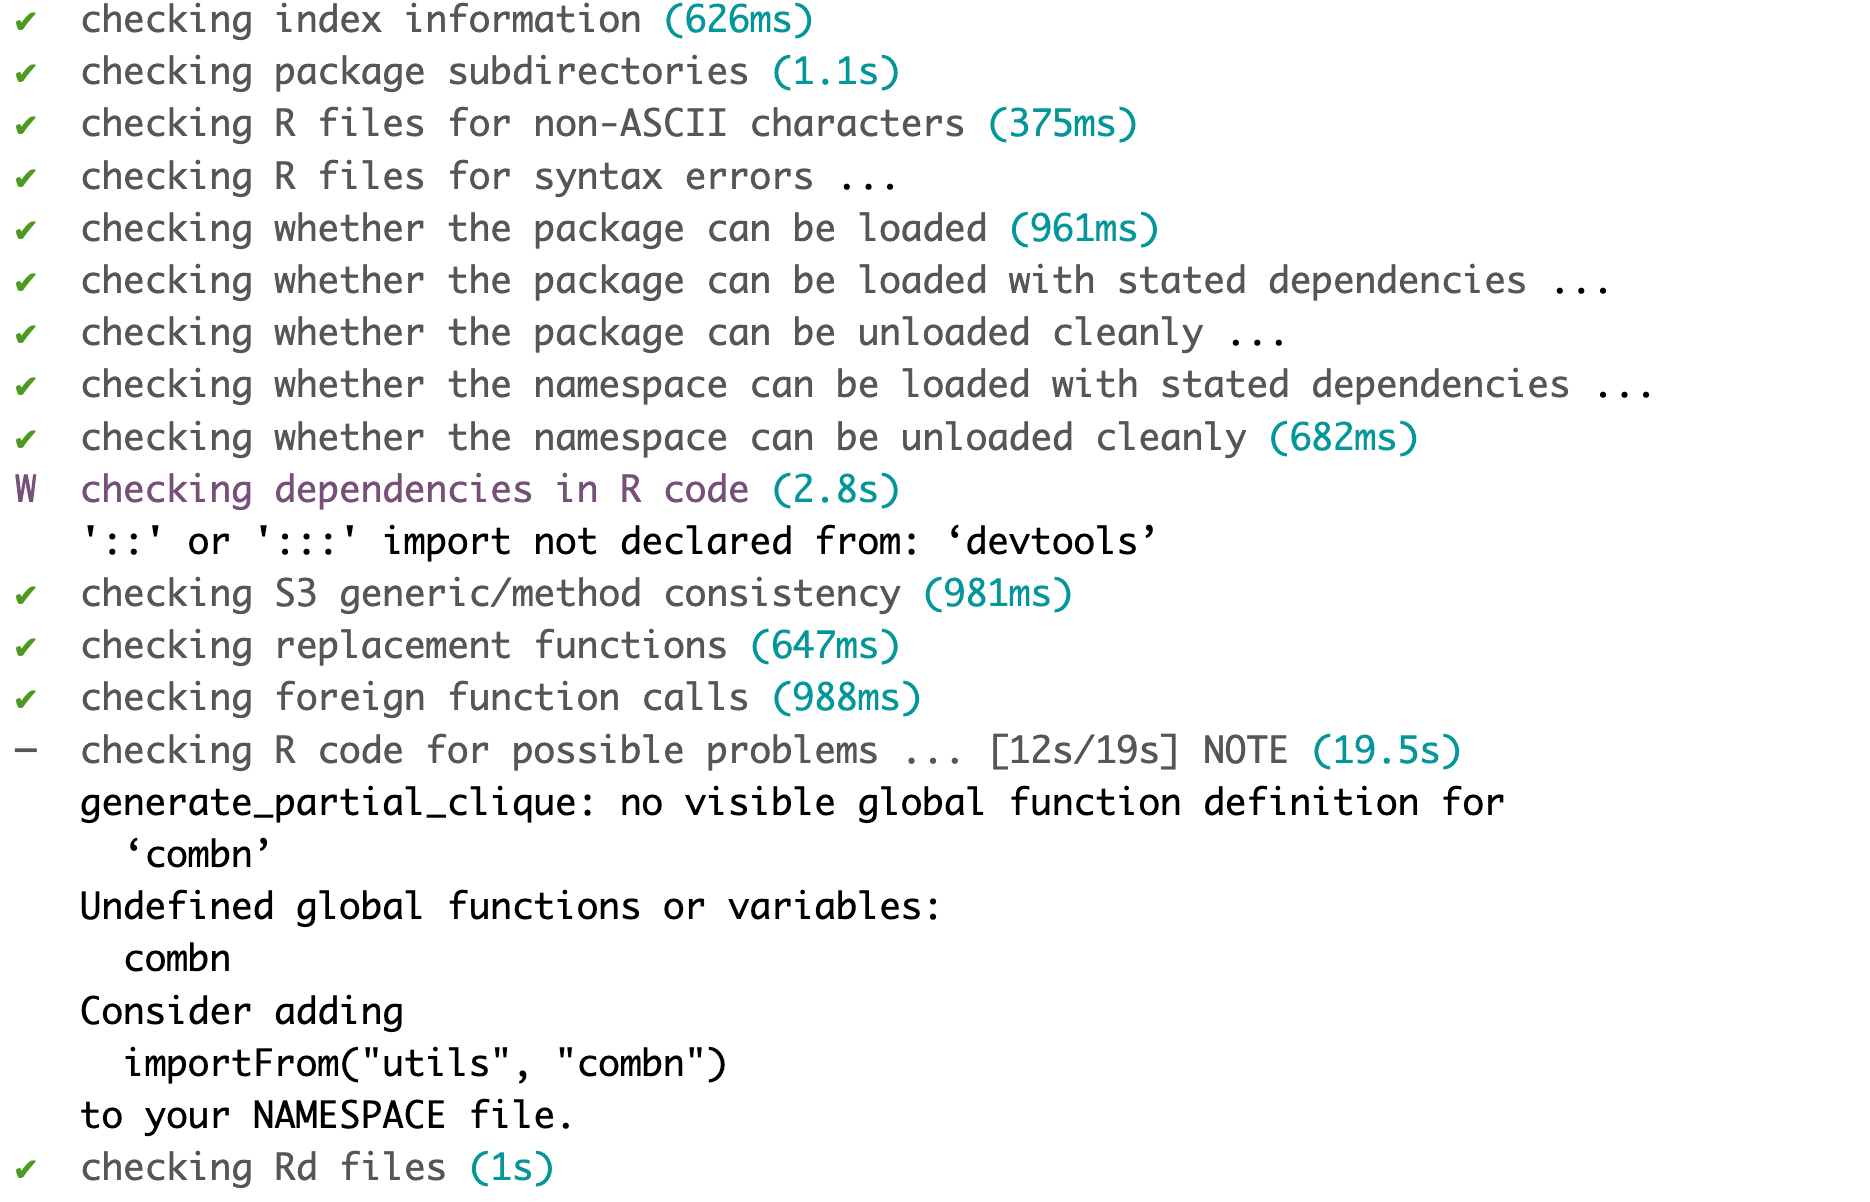 ✔ checking index information (626ms)
✔ checking package subdirectories (1.1s)
✔ checking R files for non-ASCII characters (375ms)
✔ checking R files for syntax errors ...
✔ checking whether the package can be loaded (961ms)
✔ checking whether the package can be loaded with stated dependencies ...
✔ checking whether the package can be unloaded cleanly ...
✔ checking whether the namespace can be loaded with stated dependencies ...
✔ checking whether the namespace can be unloaded cleanly (682ms)
W checking dependencies in R code (2.8s)
'::' or ':::' import not declared from: ‘devtools’
✔ checking S3 generic/method consistency (981ms)
✔ checking replacement functions (647ms)
✔ checking foreign function calls (988ms)
─ checking R code for possible problems ... [12s/19s] NOTE (19.5s)
generate_partial_clique: no visible global function definition for
‘combn’
Undefined global functions or variables:
combn
Consider adding
importFrom("utils", "combn")
to your NAMESPACE file.
✔ checking Rd files (1s)